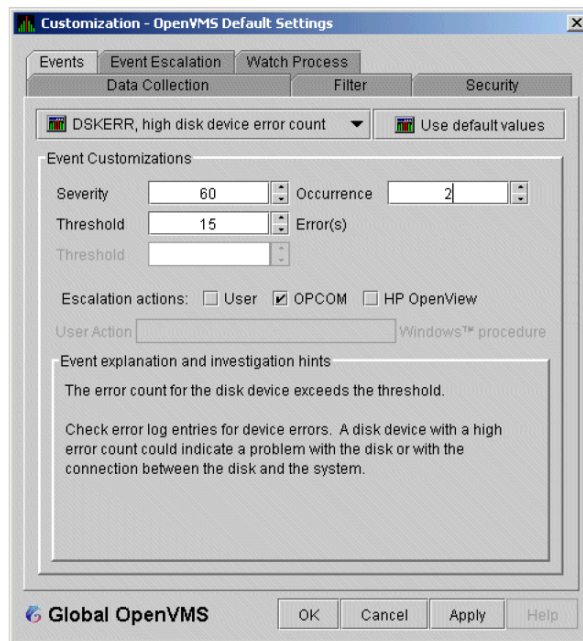 Customization - OpenVMS Default Settings
Events Event Escalation Watch Process
Data Collection Filter Security
DSKERR, high disk device error count Use default values
Event Customizations
Severity 60 Occurrence 2
Threshold 15 Error(s)
Threshold
Escalation actions: User OPCOM HP OpenView
User Action Windows™ procedure
Event explanation and investigation hints
The error count for the disk device exceeds the threshold.
Check error log entries for device errors. A disk device with a high
error count could indicate a problem with the disk or with the
connection between the disk and the system.
Global OpenVMS OK Cancel Apply Help